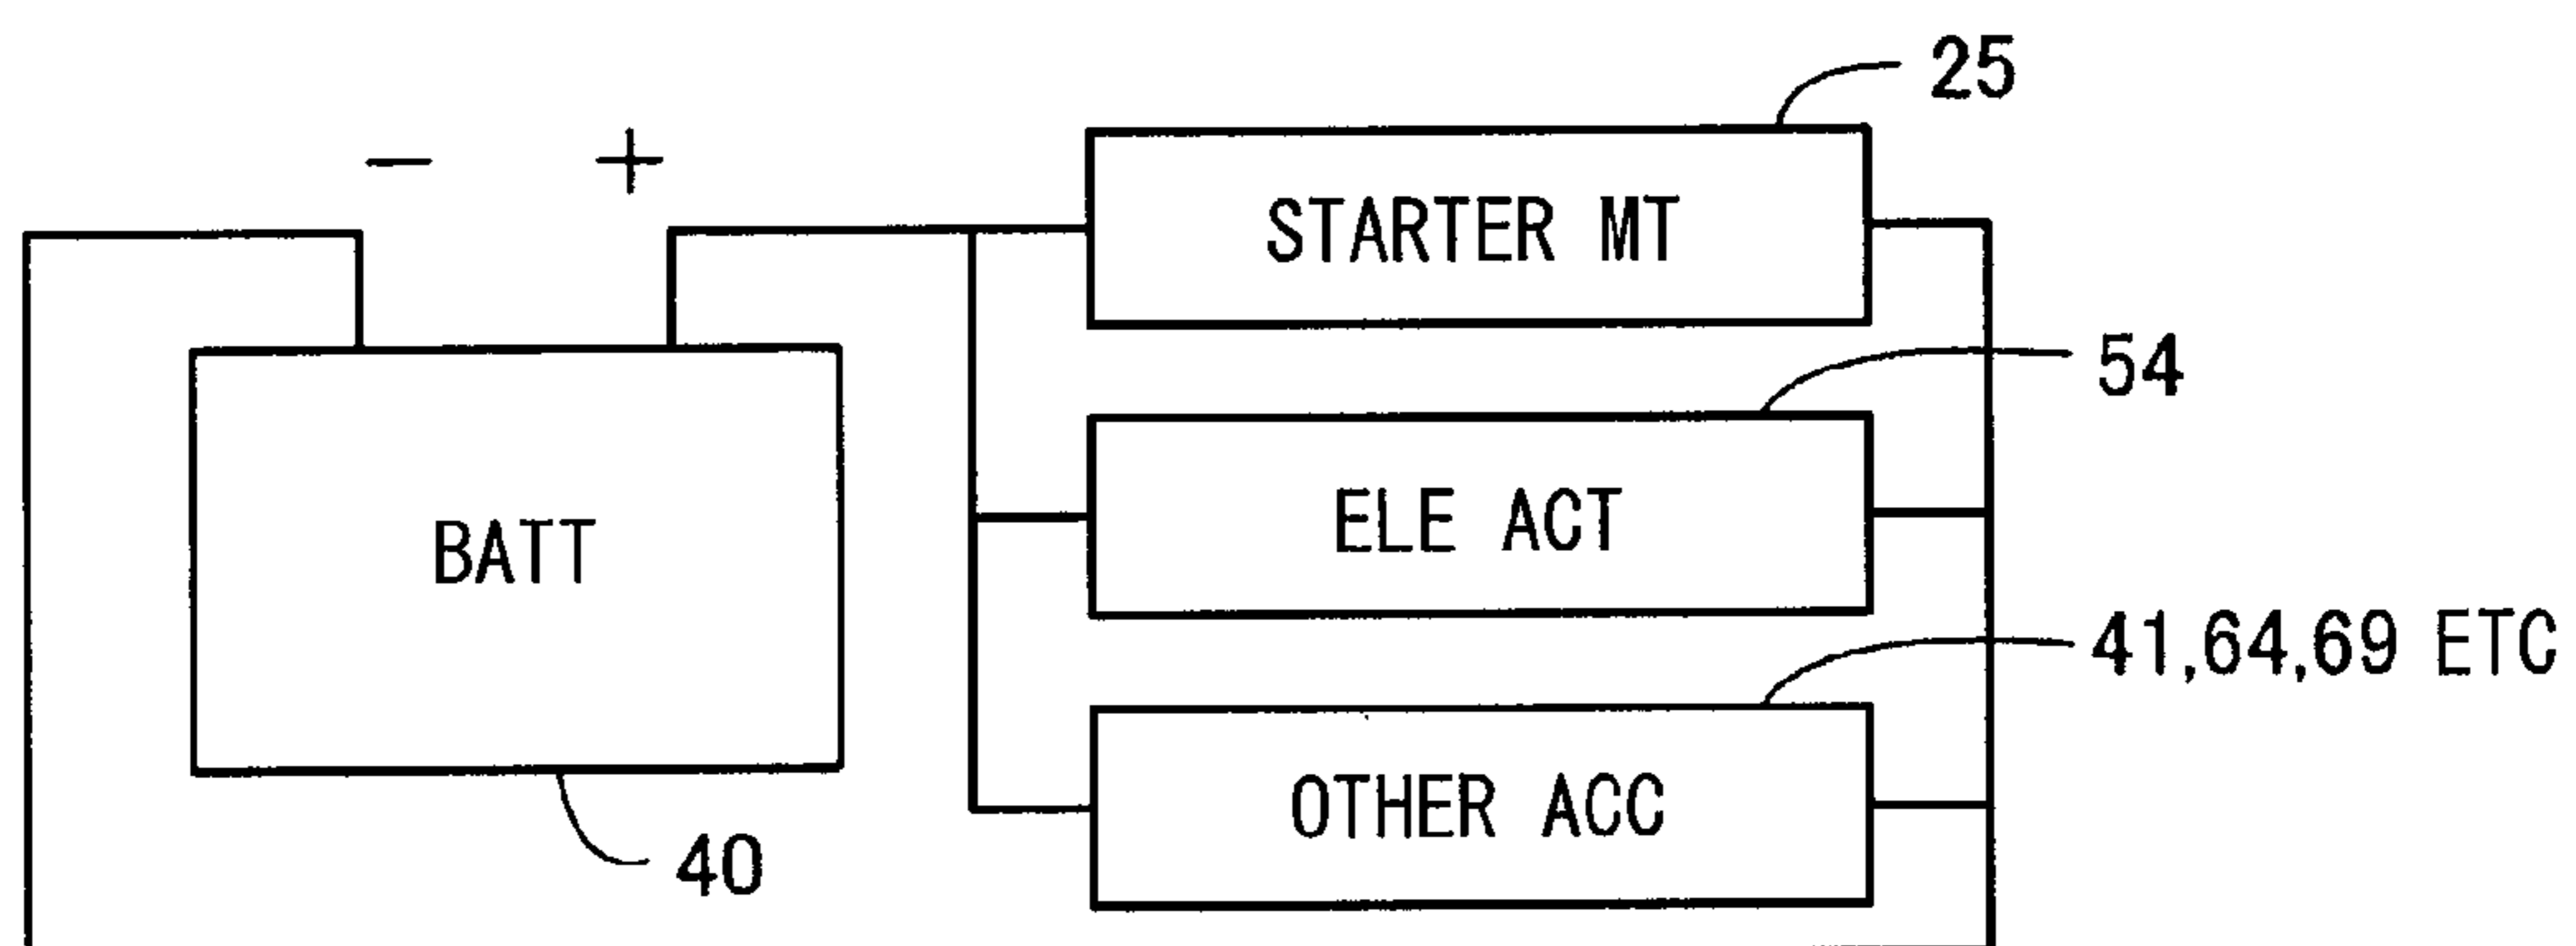 25
− +
STARTER MT
54
ELE ACT
BATT
41,64,69 ETC
OTHER ACC
40